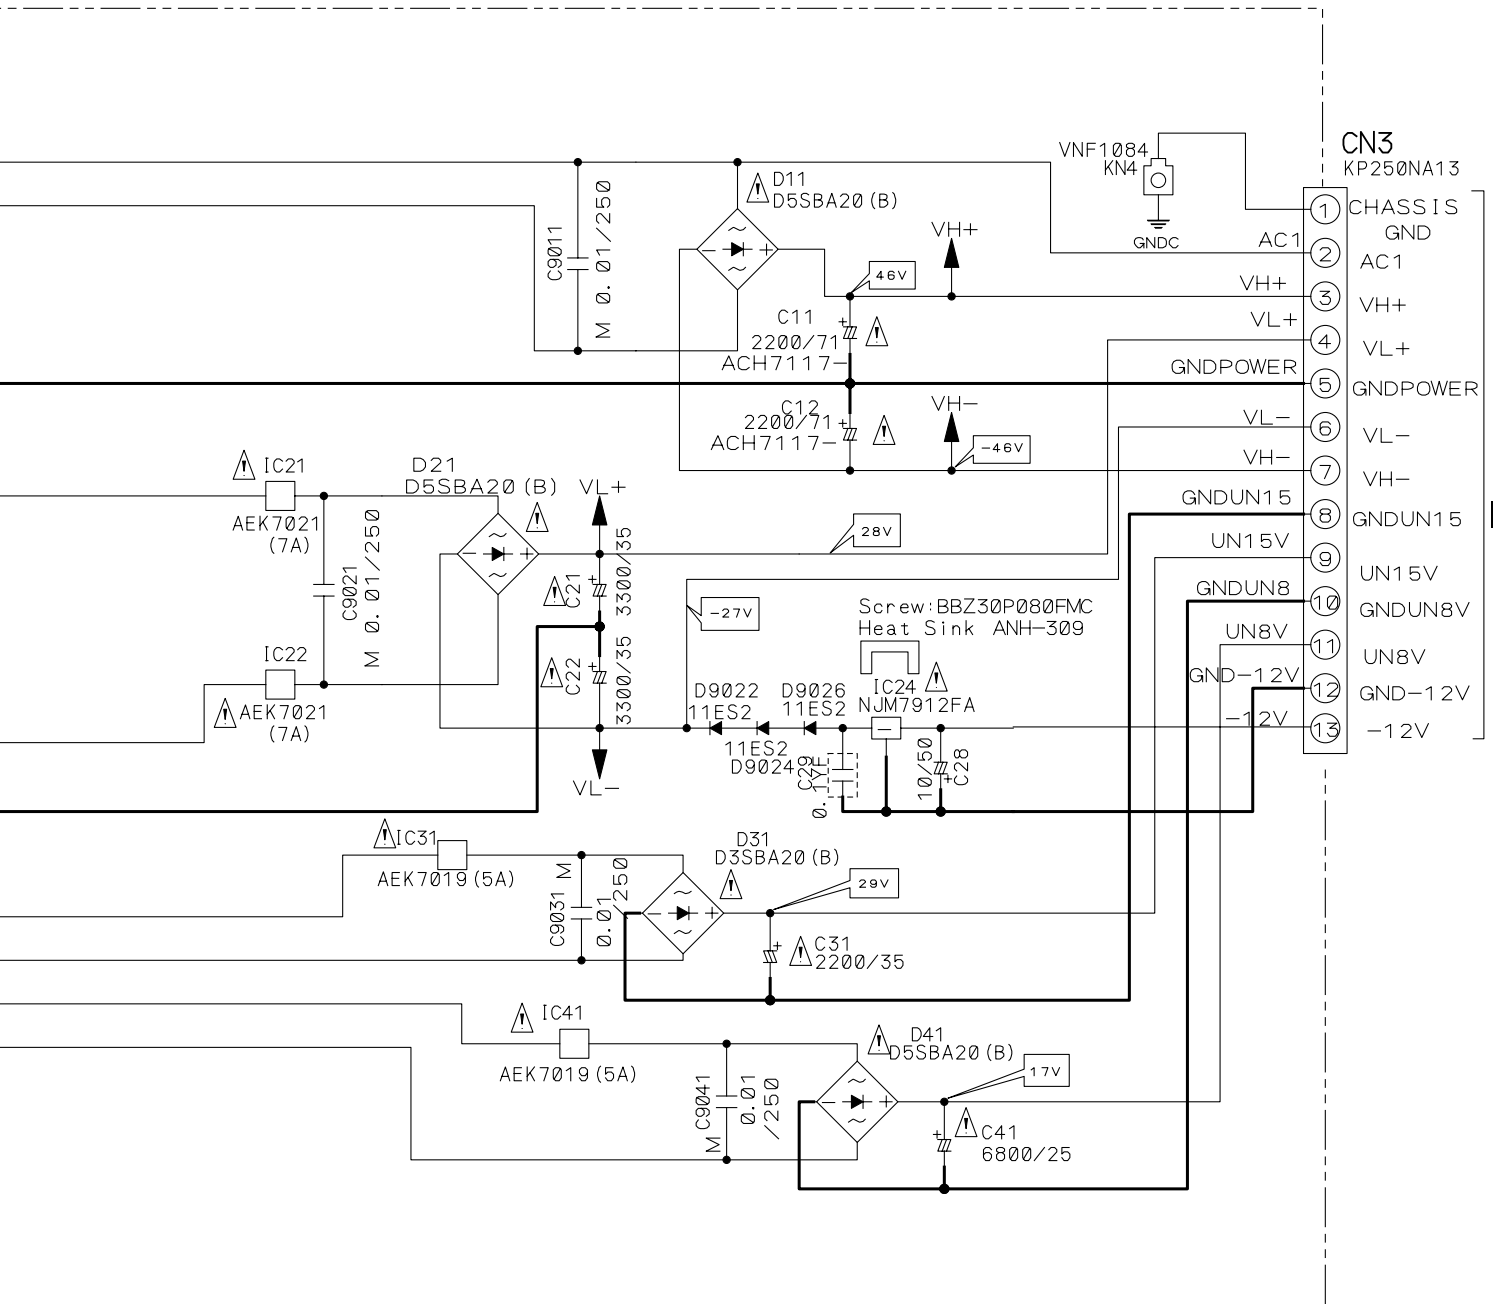 CN3
KP250NA13
VNF1084
KN4
GNDC
D11
D5SBA20(B)
C9011
M 0.01/250
VH+
46V
C11
2200/71
ACH7117-
C12
2200/71
ACH7117-
VH-
-46V
AC1
VH+
VL+
GNDPOWER
VL-
VH-
GNDUN15
UN15V
GNDUN8
UN8V
GND-12V
-12V
1 CHASSIS
GND
2 AC1
3 VH+
4 VL+
5 GNDPOWER
6 VL-
7 VH-
8 GNDUN15
9 UN15V
10 GNDUN8V
11 UN8V
12 GND-12V
13 -12V
IC21
AEK7021
(7A)
D21
D5SBA20(B)
VL+
28V
C9021
M 0.01/250
C21
3300/35
C22
3300/35
-27V
IC22
AEK7021
(7A)
VL-
Screw:BBZ30P080FMC
Heat Sink ANH-309
D9022
11ES2
D9026
11ES2
11ES2
D9024
IC24
NJM7912FA
C29
0.1YF
10/50
C28
IC31
AEK7019(5A)
D31
D3SBA20(B)
C9031
M
0.01
/250
29V
C31
2200/35
IC41
AEK7019(5A)
D41
D5SBA20(B)
C9041
M
0.01
/250
17V
C41
6800/25